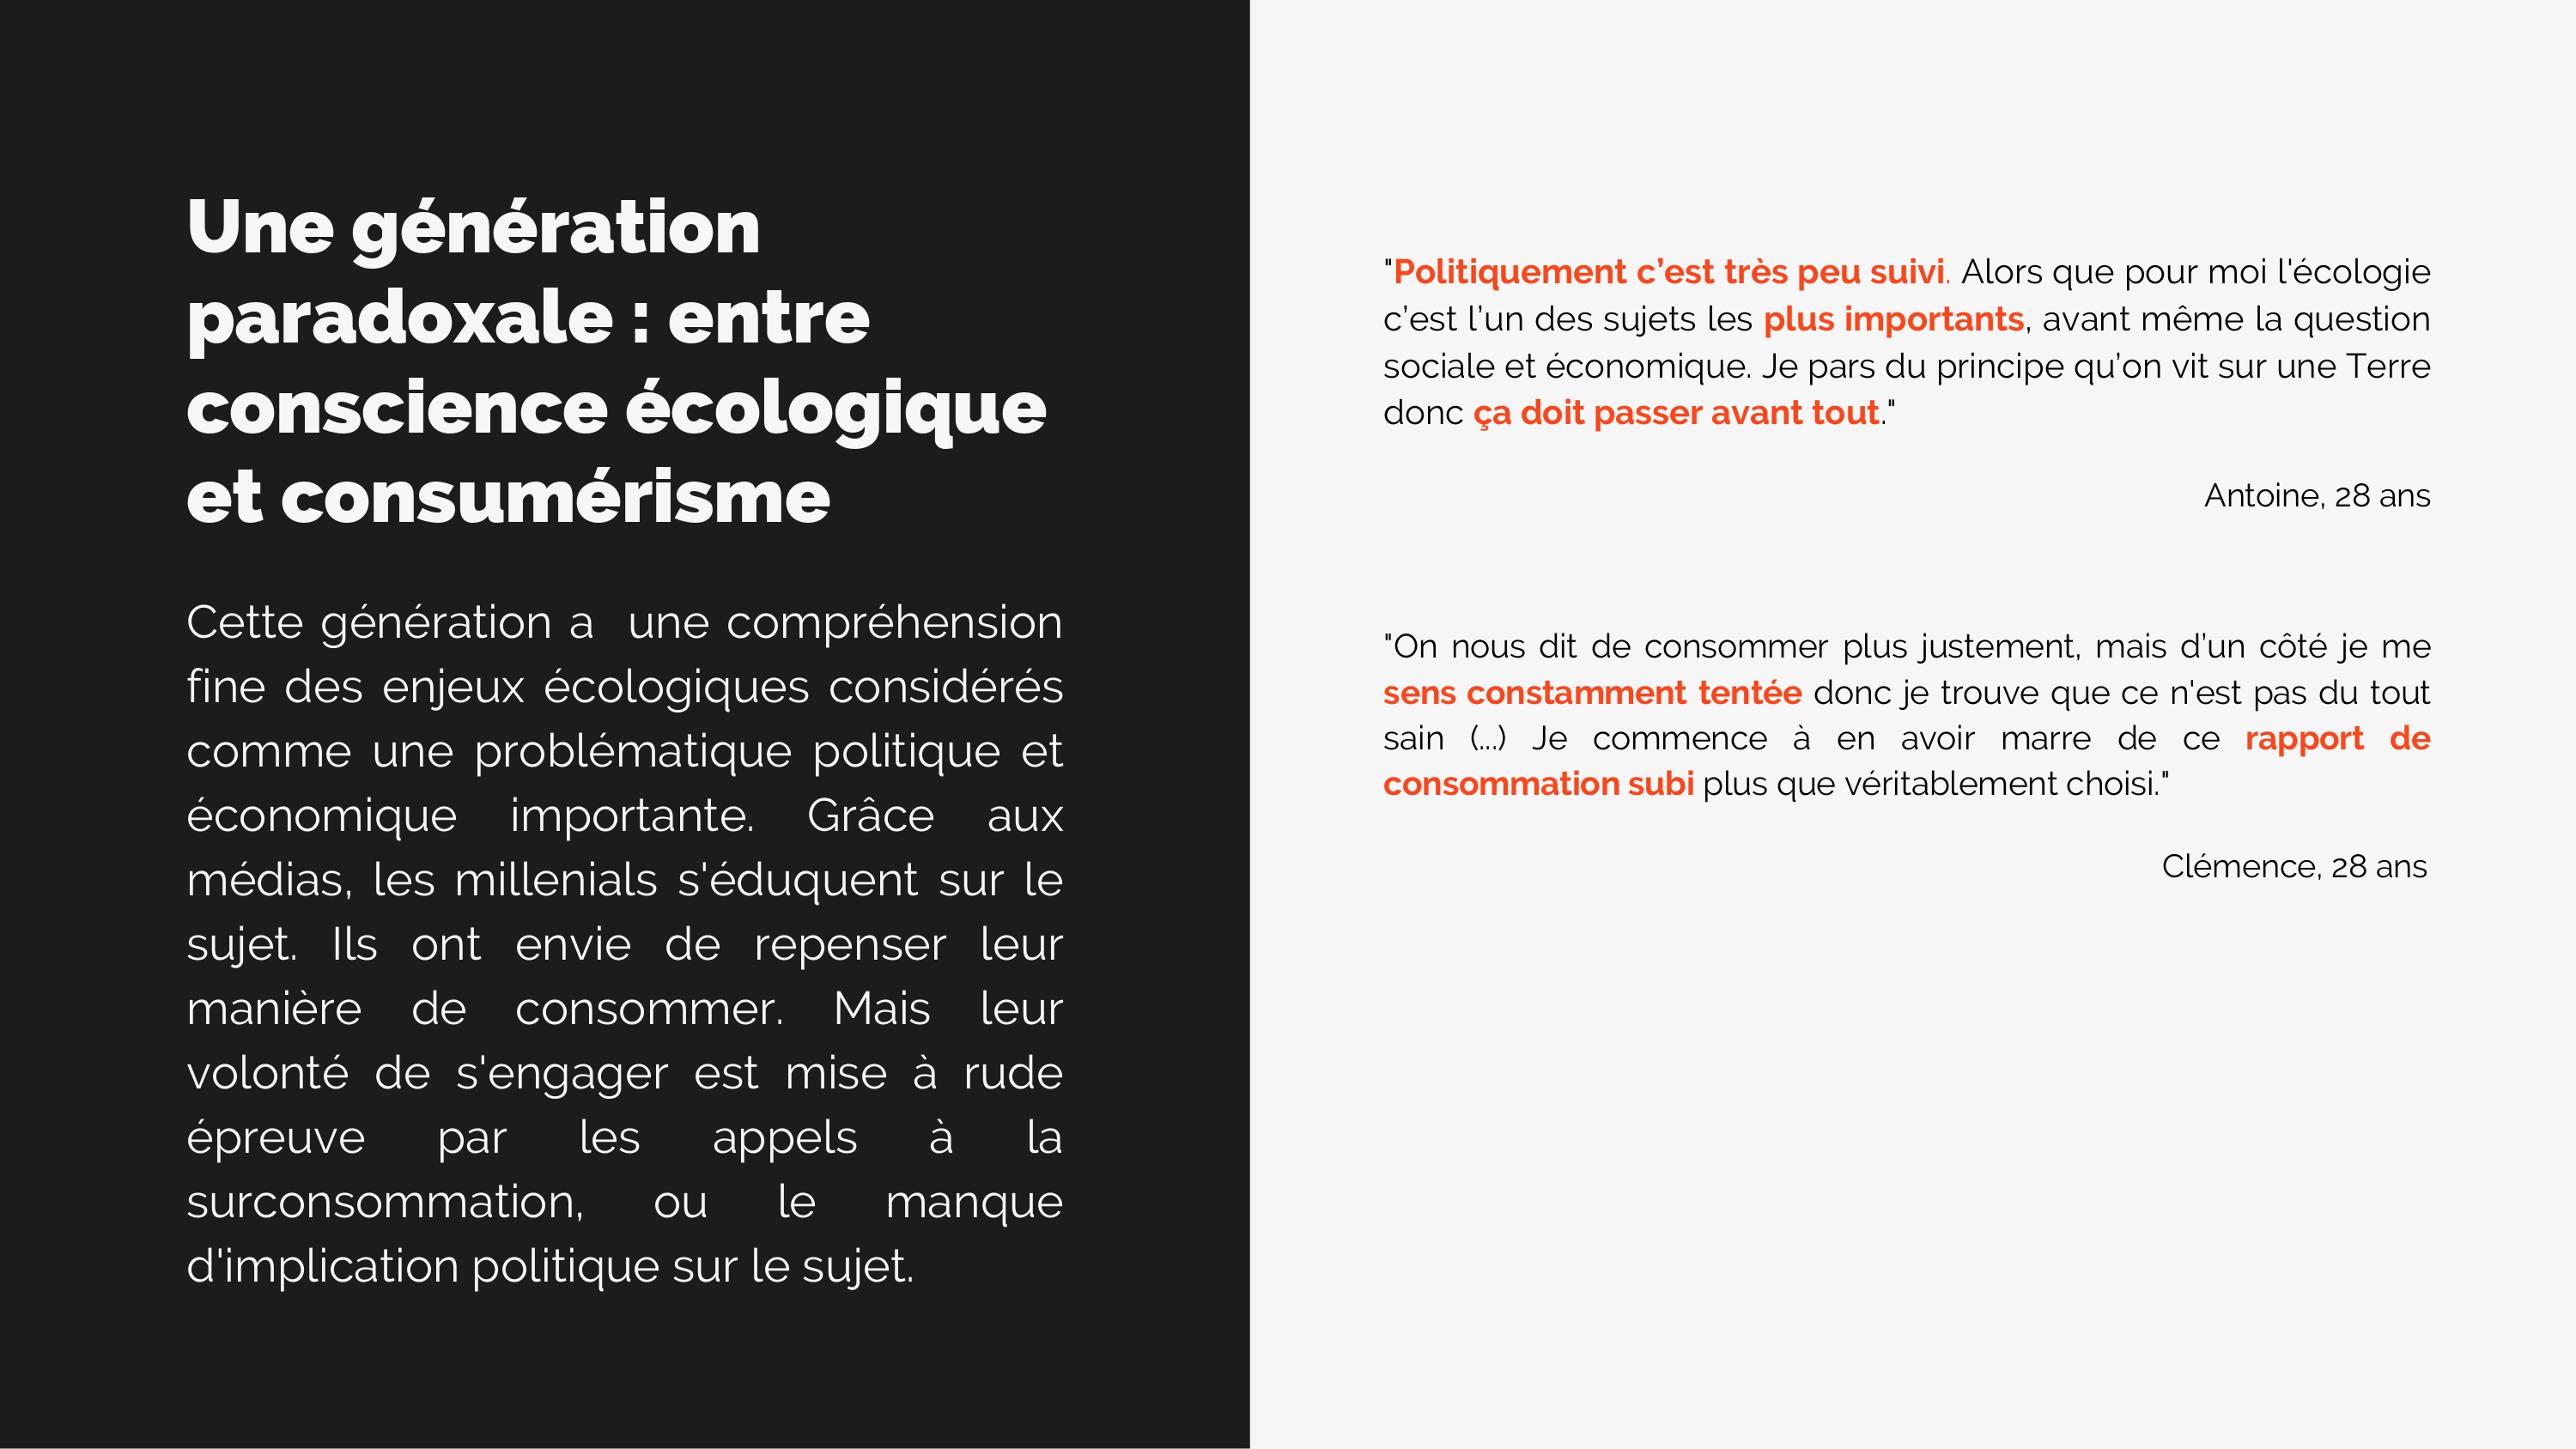 Une génération
paradoxale : entre
conscience écologique
et consumérisme
Cette génération a  une compréhension
fine des enjeux écologiques considérés
comme une problématique politique et
économique importante. Grâce aux
médias, les millenials s'éduquent sur le
sujet. Ils ont envie de repenser leur
manière de consommer. Mais leur
volonté de s'engager est mise à rude
épreuve par les appels à la
surconsommation, ou le manque
d'implication politique sur le sujet.
"Politiquement c’est très peu suivi. Alors que pour moi l'écologie
c’est l’un des sujets les plus importants, avant même la question
sociale et économique. Je pars du principe qu’on vit sur une Terre
donc ça doit passer avant tout."
Antoine, 28 ans
"On nous dit de consommer plus justement, mais d’un côté je me
sens constamment tentée donc je trouve que ce n'est pas du tout
sain (...) Je commence à en avoir marre de ce rapport de
consommation subi plus que véritablement choisi."
Clémence, 28 ans